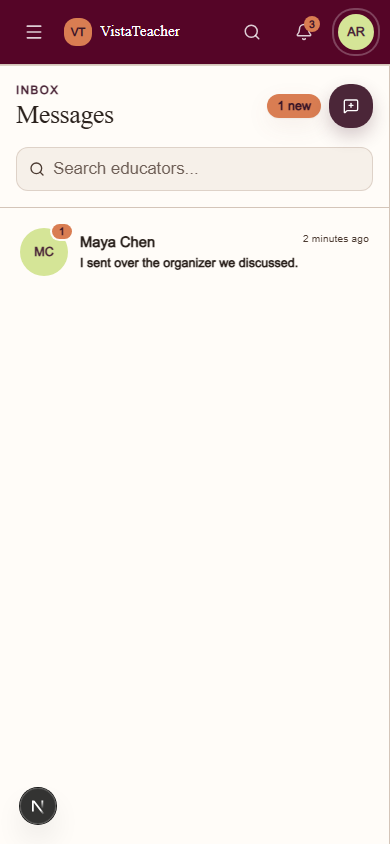 VT VistaTeacher 3 AR
INBOX
Messages
1 new
Search educators...
MC 1
Maya Chen
2 minutes ago
I sent over the organizer we discussed.
N